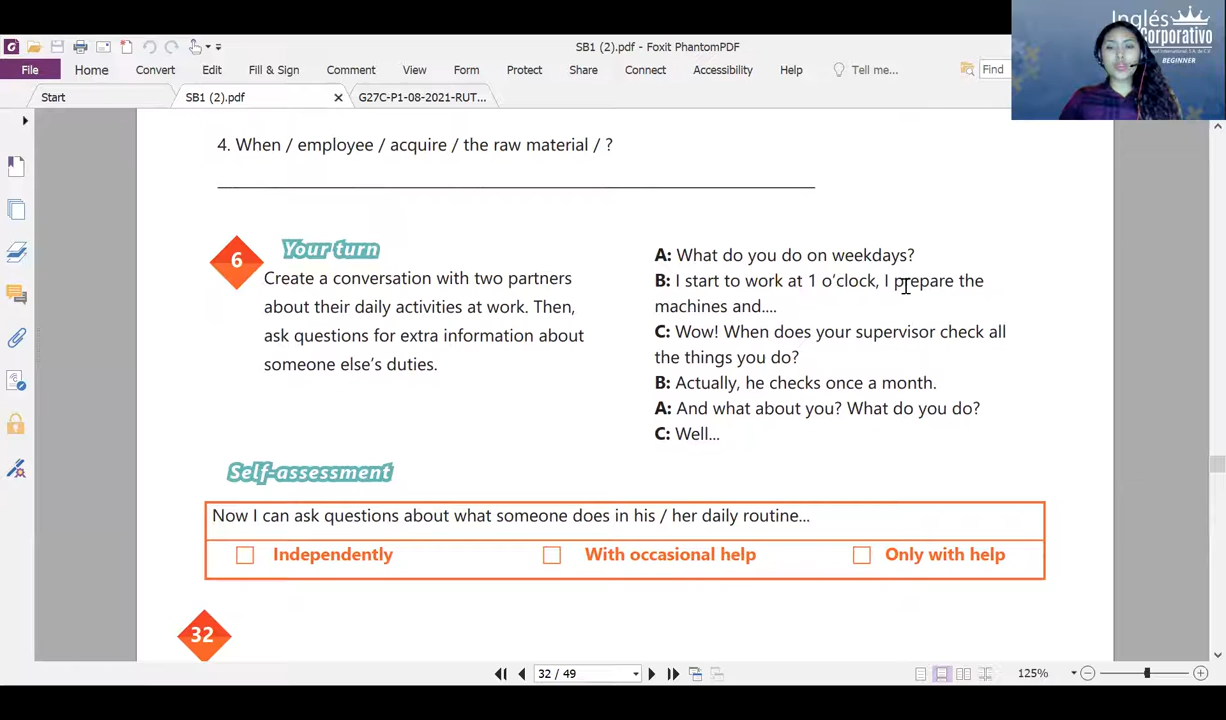 SB1 (2).pdf - Foxit PhantomPDF
File Home Convert Edit Fill & Sign Comment View Form Protect Share Connect Accessibility Help Tell me... Find
Start SB1 (2).pdf G27C-P1-08-2021-RUT...
Inglés
Corporativo
BEGINNER
4. When / employee / acquire / the raw material / ?
6 Your turn
Create a conversation with two partners
about their daily activities at work. Then,
ask questions for extra information about
someone else's duties.
A: What do you do on weekdays?
B: I start to work at 1 o'clock, I prepare the
machines and....
C: Wow! When does your supervisor check all
the things you do?
B: Actually, he checks once a month.
A: And what about you? What do you do?
C: Well...
Self-assessment
Now I can ask questions about what someone does in his / her daily routine...
Independently With occasional help Only with help
32
32 / 49 125%